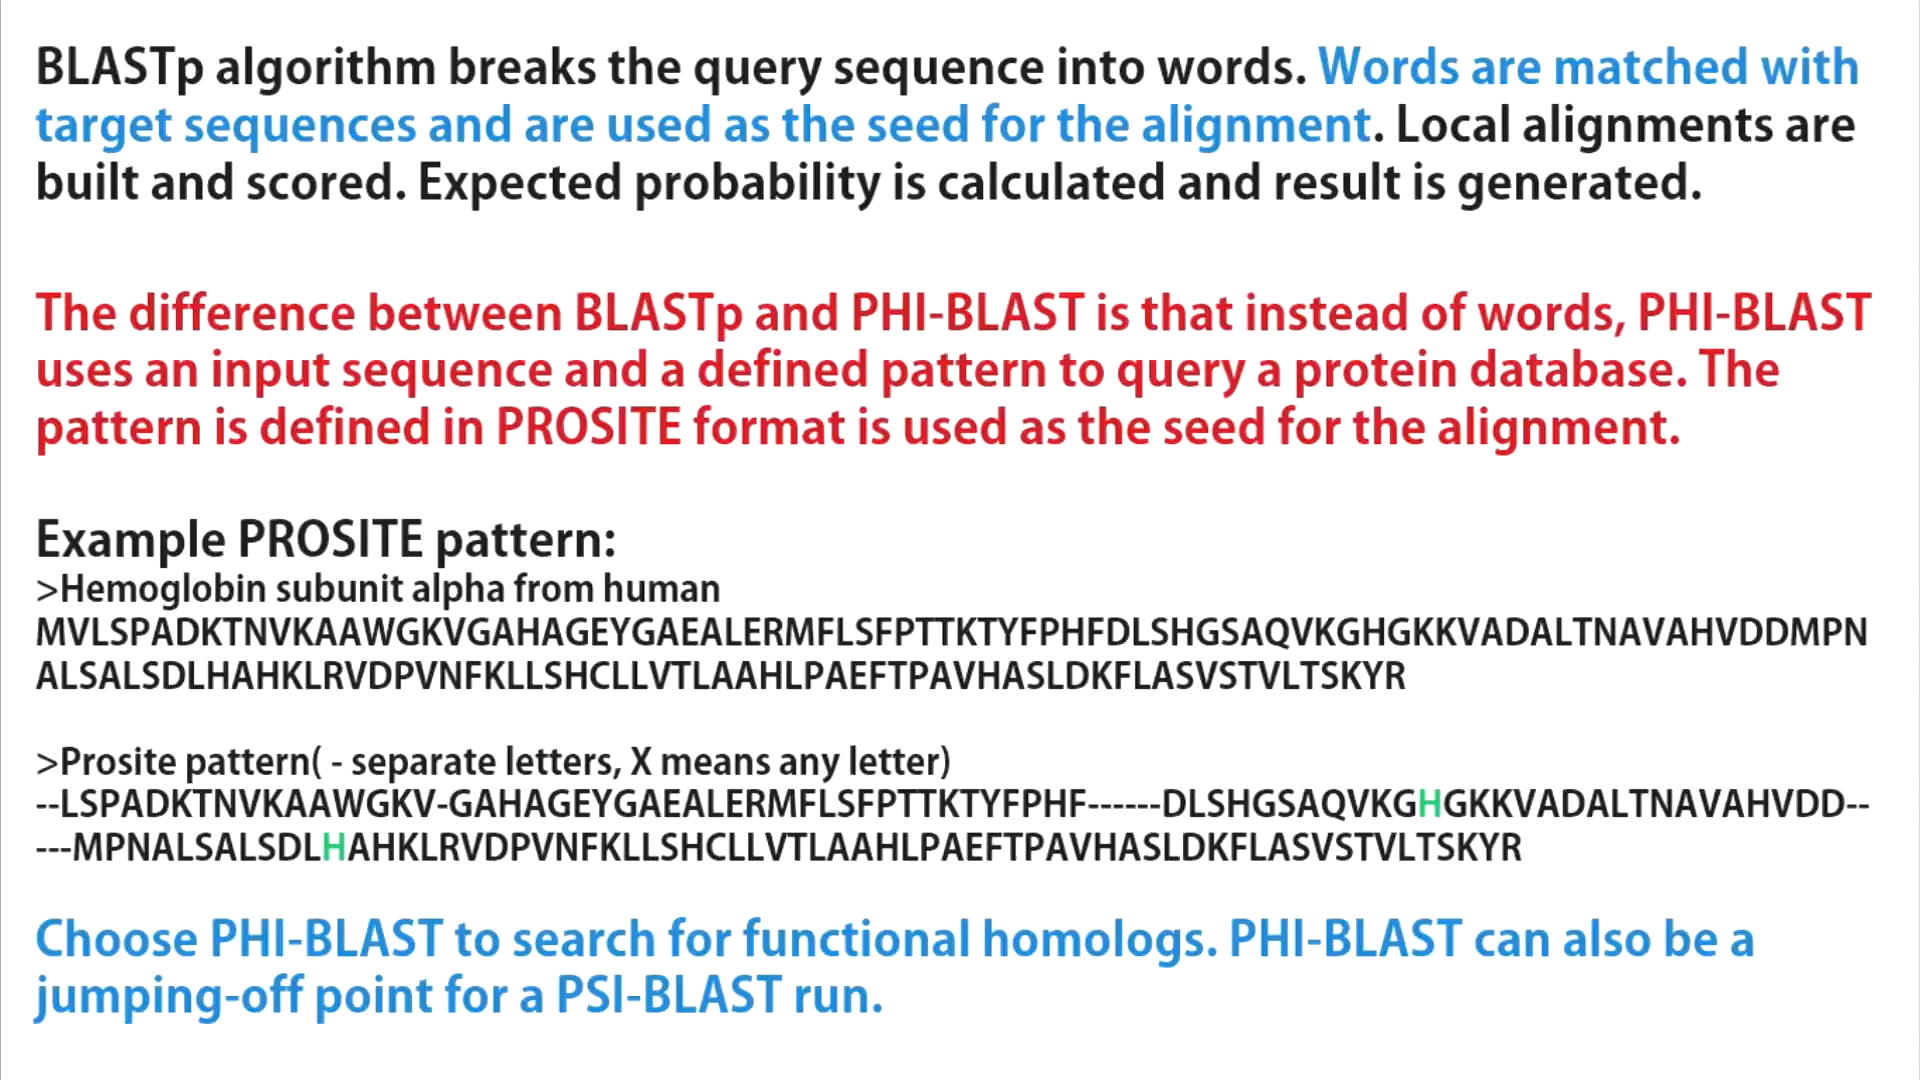 BLASTp algorithm breaks the query sequence into words. Words are matched with
target sequences and are used as the seed for the alignment. Local alignments are
built and scored. Expected probability is calculated and result is generated.
The difference between BLASTp and PHI-BLAST is that instead of words, PHI-BLAST
uses an input sequence and a defined pattern to query a protein database. The
pattern is defined in PROSITE format is used as the seed for the alignment.
Example PROSITE pattern:
>Hemoglobin subunit alpha from human
MVLSPADKTNVKAAWGKVGAHAGEYGAEALERMFLSFPTTKTYFPHFDLSHGSAQVKGHGKKVADALTNAVAHVDDMPN
ALSALSDLHAHKLRVDPVNFKLLSHCLLVTLAAHLPAEFTPAVHASLDKFLASVSTVLTSKYR
>Prosite pattern( - separate letters, X means any letter)
--LSPADKTNVKAAWGKV-GAHAGEYGAEALERMFLSFPTTKTYFPHF------DLSHGSAQVKGHGKKVADALTNAVAHVDD--
---MPNALSALSDLHAHKLRVDPVNFKLLSHCLLVTLAAHLPAEFTPAVHASLDKFLASVSTVLTSKYR
Choose PHI-BLAST to search for functional homologs. PHI-BLAST can also be a
jumping-off point for a PSI-BLAST run.